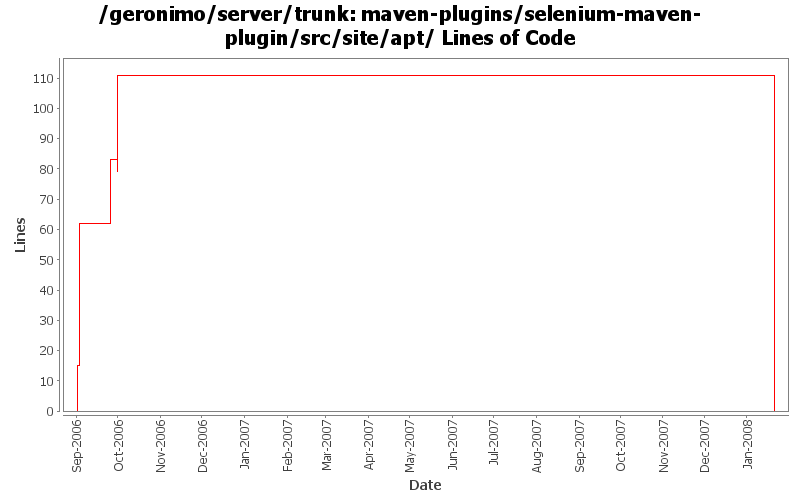 /geronimo/server/trunk: maven-plugins/selenium-maven-
plugin/src/site/apt/ Lines of Code
110
100
90
80
70
60
50
40
30
20
10
0
Lines
Sep-2006
Oct-2006
Nov-2006
Dec-2006
Jan-2007
Feb-2007
Mar-2007
Apr-2007
May-2007
Jun-2007
Jul-2007
Aug-2007
Sep-2007
Oct-2007
Nov-2007
Dec-2007
Jan-2008
Date